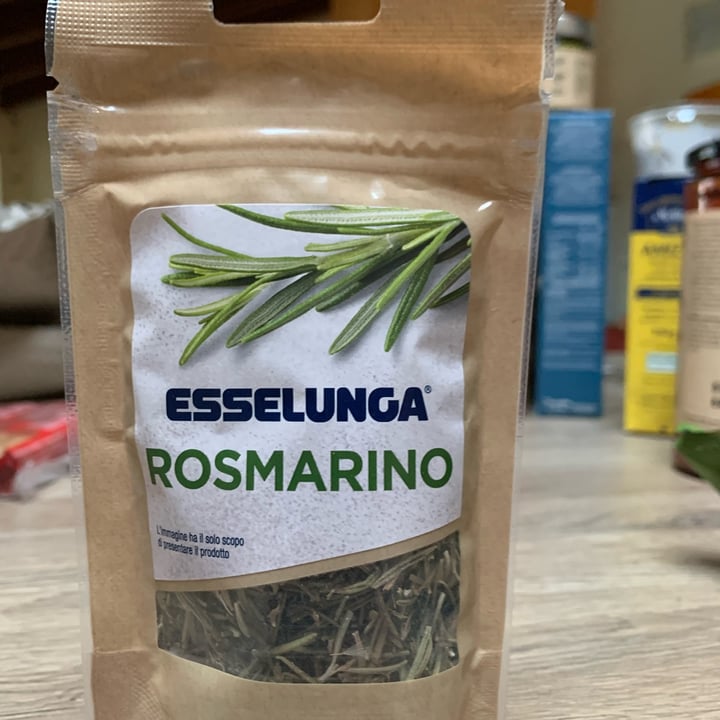 ESSELUNGA®
ROSMARINO
L'immagine ha il solo scopo
di presentare il prodotto